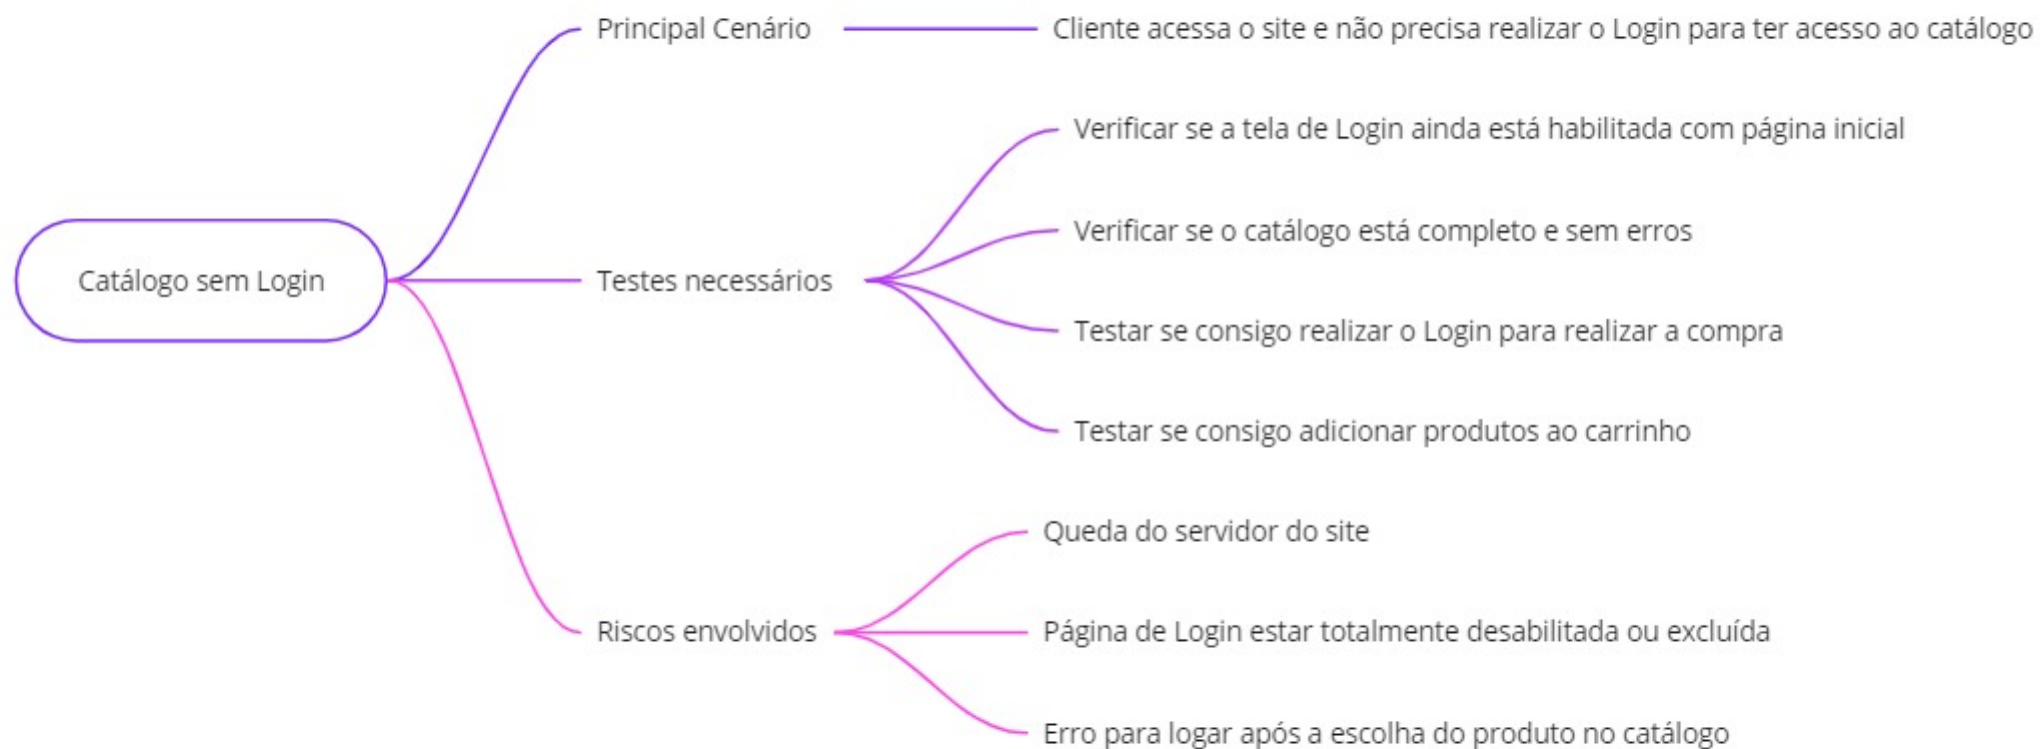 Catálogo sem Login
Principal Cenário
Cliente acessa o site e não precisa realizar o Login para ter acesso ao catálogo
Testes necessários
Verificar se a tela de Login ainda está habilitada com página inicial
Verificar se o catálogo está completo e sem erros
Testar se consigo realizar o Login para realizar a compra
Testar se consigo adicionar produtos ao carrinho
Riscos envolvidos
Queda do servidor do site
Página de Login estar totalmente desabilitada ou excluída
Erro para logar após a escolha do produto no catálogo